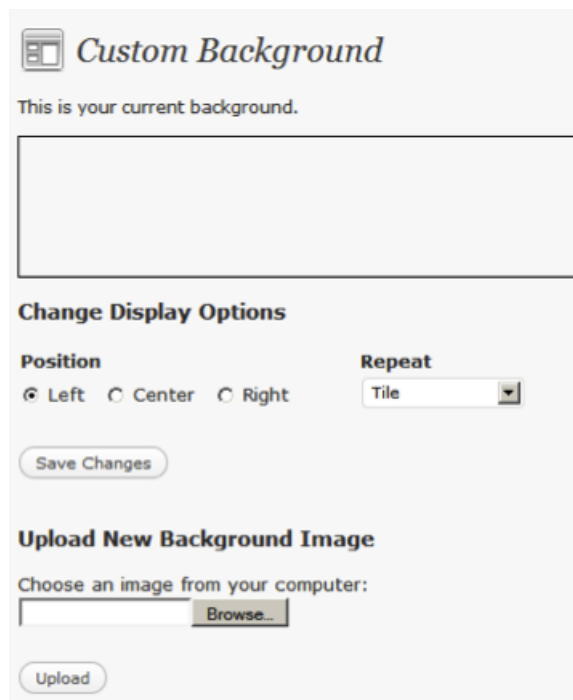 Custom Background
This is your current background.
Change Display Options
Position Repeat
Left Center Right Tile
Save Changes
Upload New Background Image
Choose an image from your computer:
Browse...
Upload